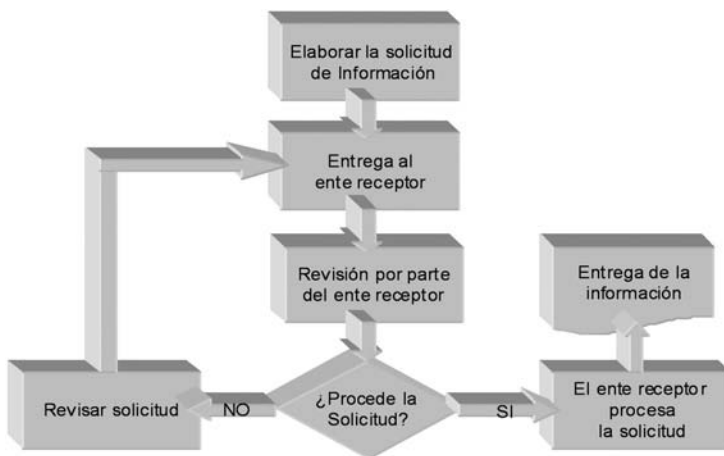 Elaborar la solicitud
de Información
Entrega al
ente receptor
Revisión por parte
del ente receptor
Entrega de la
información
¿Procede la
Solicitud?
NO
SI
Revisar solicitud
El ente receptor
procesa
la solicitud